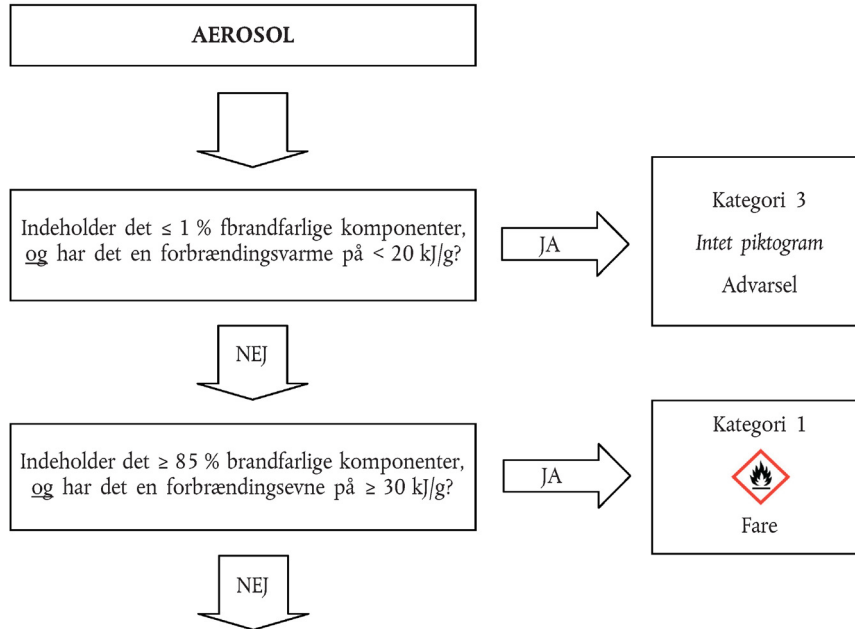 AEROSOL
Indeholder det ≤ 1 % fbrandfarlige komponenter,
og har det en forbrændingsvarme på < 20 kJ/g?
JA
Kategori 3
Intet piktogram
Advarsel
NEJ
Indeholder det ≥ 85 % brandfarlige komponenter,
og har det en forbrændingsevne på ≥ 30 kJ/g?
JA
Kategori 1
Fare
NEJ